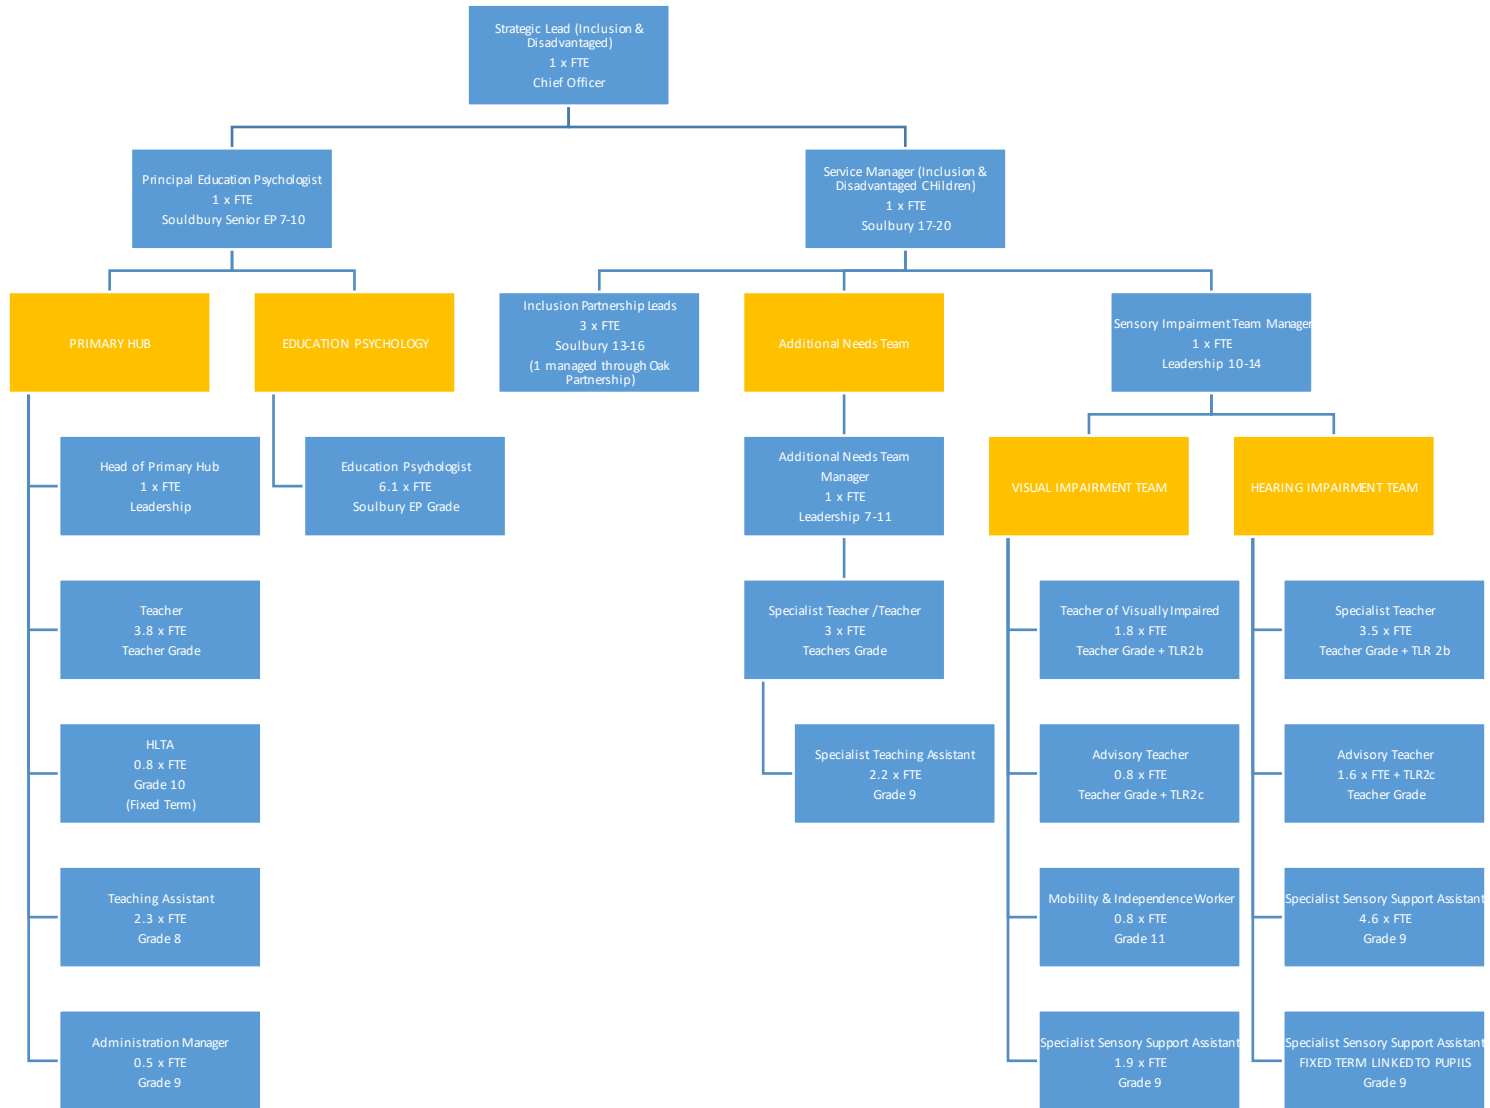 Strategic Lead (Inclusion &
Disadvantaged)
1 x FTE
Chief Officer
Principal Education Psychologist
1 x FTE
Souldbury Senior EP 7-10
Service Manager (Inclusion &
Disadvantaged CHildren)
1 x FTE
Soulbury 17-20
PRIMARY HUB
EDUCATION PSYCHOLOGY
Inclusion Partnership Leads
3 x FTE
Soulbury 13-16
(1 managed through Oak
Partnership)
Additional Needs Team
Sensory Impairment Team Manager
1 x FTE
Leadership 10-14
Head of Primary Hub
1 x FTE
Leadership
Education Psychologist
6.1 x FTE
Soulbury EP Grade
Additional Needs Team
Manager
1 x FTE
Leadership 7-11
VISUAL IMPAIRMENT TEAM
HEARING IMPAIRMENT TEAM
Teacher
3.8 x FTE
Teacher Grade
Specialist Teacher /Teacher
3 x FTE
Teachers Grade
Teacher of Visually Impaired
1.8 x FTE
Teacher Grade + TLR2b
Specialist Teacher
3.5 x FTE
Teacher Grade + TLR 2b
HLTA
0.8 x FTE
Grade 10
(Fixed Term)
Specialist Teaching Assistant
2.2 x FTE
Grade 9
Advisory Teacher
0.8 x FTE
Teacher Grade + TLR2c
Advisory Teacher
1.6 x FTE + TLR2c
Teacher Grade
Teaching Assistant
2.3 x FTE
Grade 8
Mobility & Independence Worker
0.8 x FTE
Grade 11
Specialist Sensory Support Assistant
4.6 x FTE
Grade 9
Administration Manager
0.5 x FTE
Grade 9
Specialist Sensory Support Assistant
1.9 x FTE
Grade 9
Specialist Sensory Support Assistant
FIXED TERM LINKED TO PUPILS
Grade 9